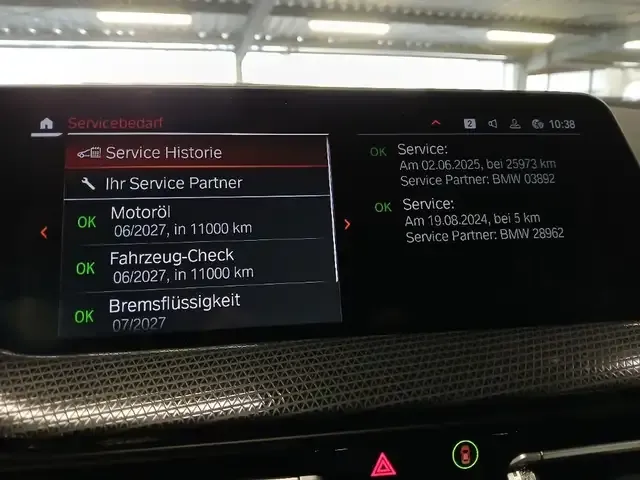 Servicebedarf
2
10:38
Service Historie
Ihr Service Partner
OK Motoröl
06/2027, in 11000 km
OK Fahrzeug-Check
06/2027, in 11000 km
OK Bremsflüssigkeit
07/2027
OK Service:
Am 02.06.2025, bei 25973 km
Service Partner: BMW 03892
OK Service:
Am 19.08.2024, bei 5 km
Service Partner: BMW 28962